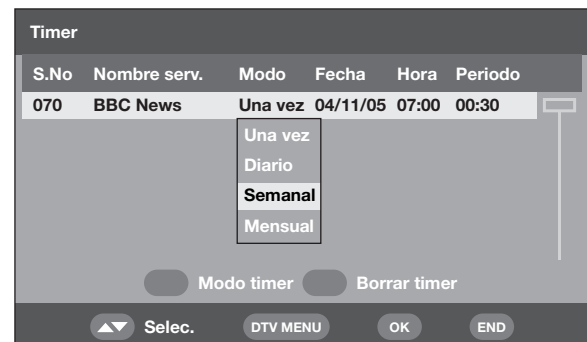 Timer
S.No Nombre serv. Modo Fecha Hora Periodo
070 BBC News Una vez 04/11/05 07:00 00:30
Una vez
Diario
Semanal
Mensual
Modo timer Borrar timer
Selec. DTV MENU OK END